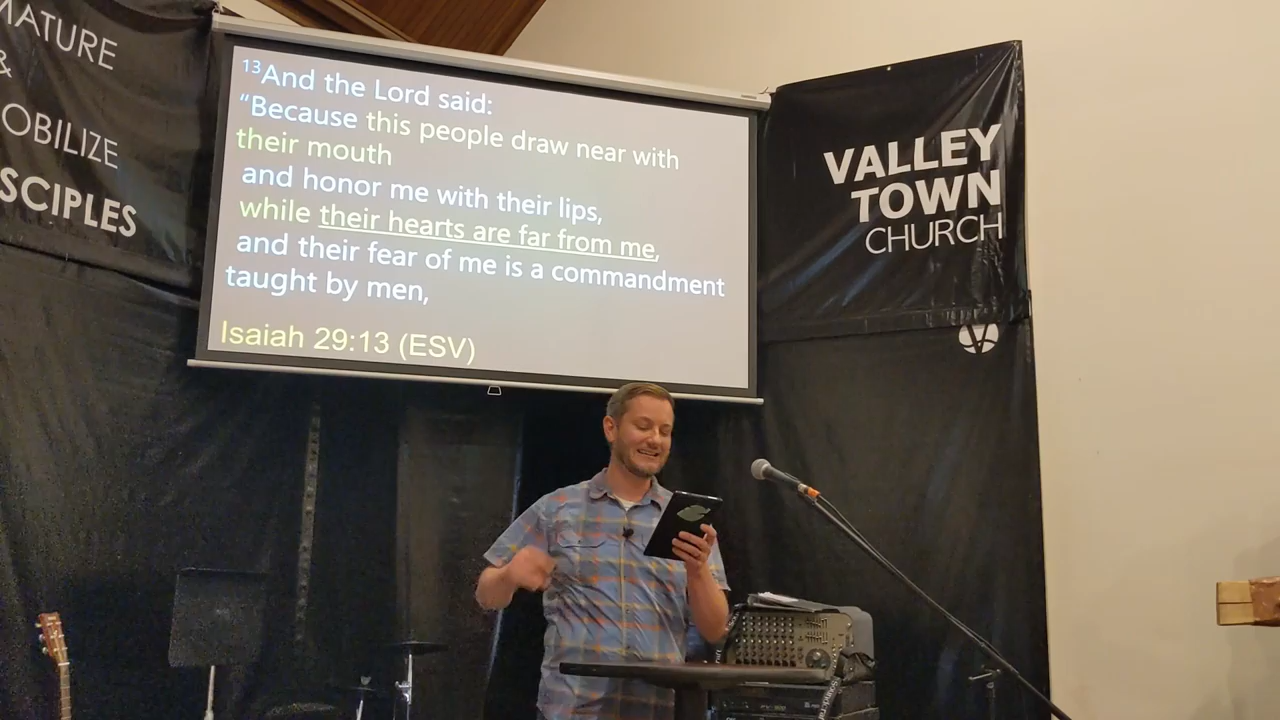 MATURE
&
OBILIZE
SCIPLES
13And the Lord said:
“Because this people draw near with
their mouth
and honor me with their lips,
while their hearts are far from me,
and their fear of me is a commandment
taught by men,
Isaiah 29:13 (ESV)
VALLEY
TOWN
CHURCH